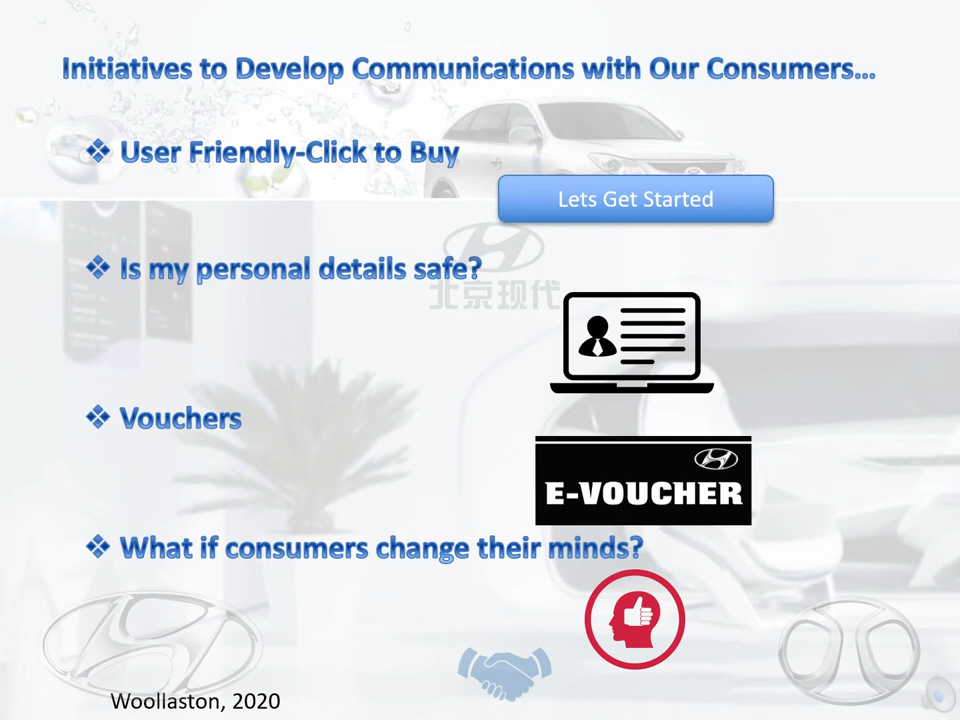 Initiatives to Develop Communications with Our Consumers…
❖ User Friendly-Click to Buy
Lets Get Started
❖ Is my personal details safe?
北京现代
❖ Vouchers
E-VOUCHER
❖ What if consumers change their minds?
Woollaston, 2020